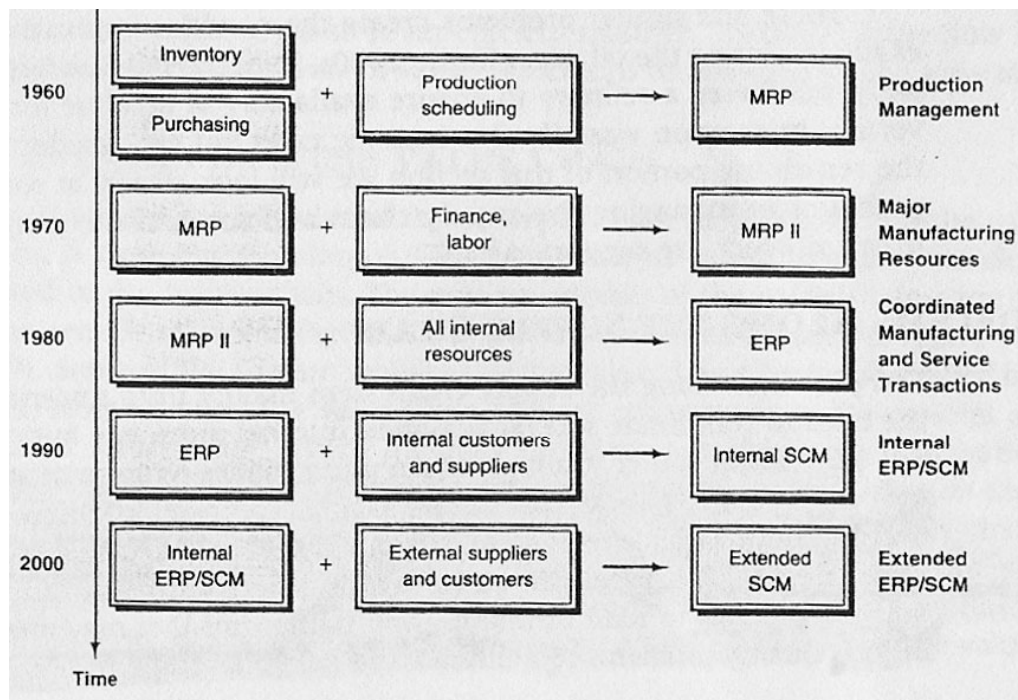 Inventory
1960
Purchasing
+
Production
scheduling
MRP
Production
Management
1970
MRP
+
Finance,
labor
MRP II
Major
Manufacturing
Resources
1980
MRP II
+
All internal
resources
ERP
Coordinated
Manufacturing
and Service
Transactions
1990
ERP
+
Internal customers
and suppliers
Internal SCM
Internal
ERP/SCM
2000
Internal
ERP/SCM
+
External suppliers
and customers
Extended
SCM
Extended
ERP/SCM
Time